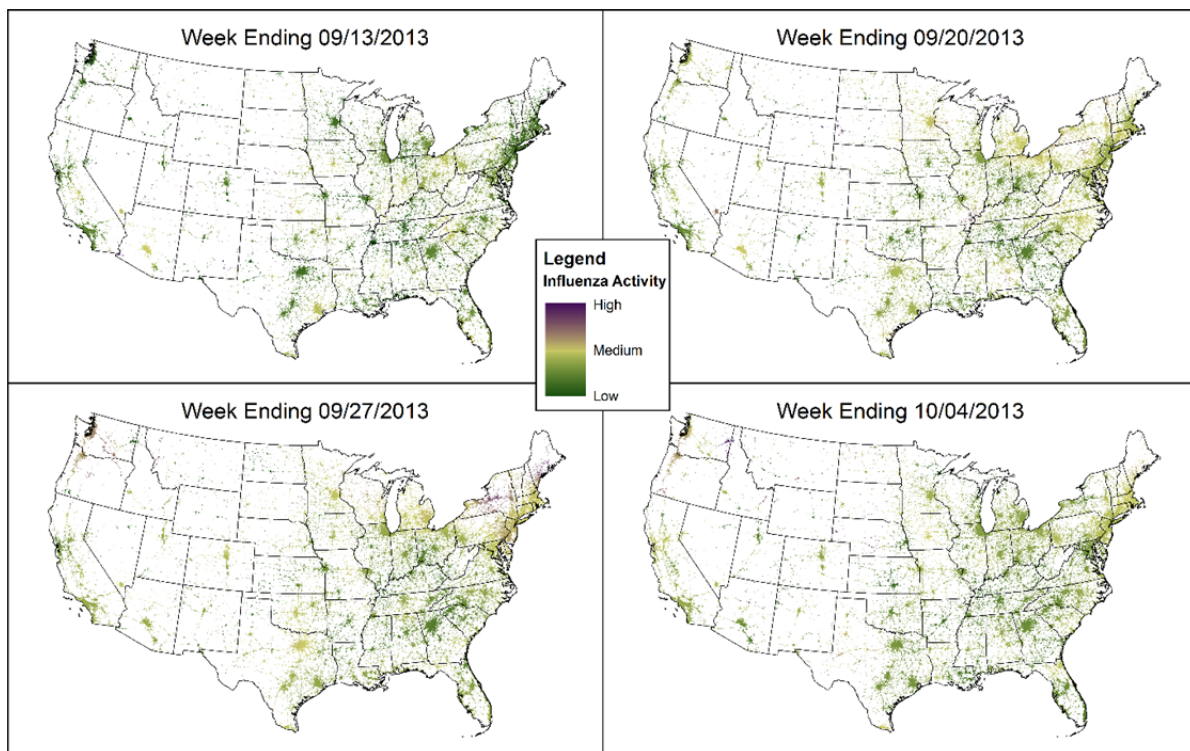 Week Ending 09/13/2013
Week Ending 09/20/2013
Legend
Influenza Activity
High
Medium
Low
Week Ending 09/27/2013
Week Ending 10/04/2013